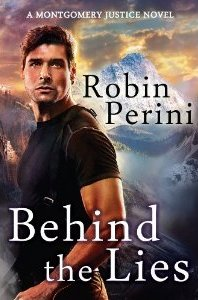 A MONTGOMERY JUSTICE NOVEL
Robin
Perini
Behind
the Lies